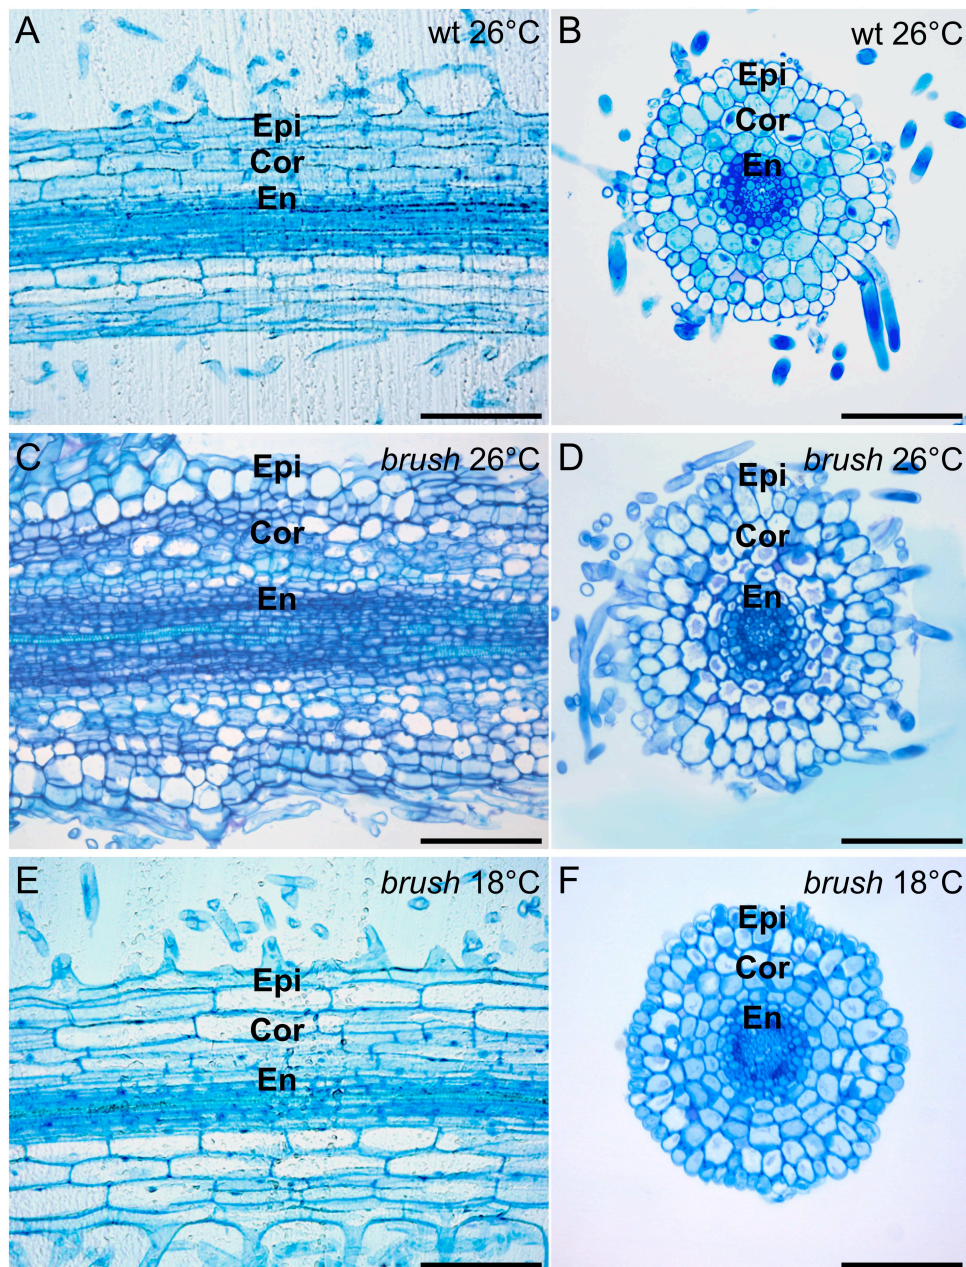 A wt 26°C
Epi
Cor
En
B wt 26°C
Epi
Cor
En
C brush 26°C
Epi
Cor
En
D brush 26°C
Epi
Cor
En
E brush 18°C
Epi
Cor
En
F brush 18°C
Epi
Cor
En